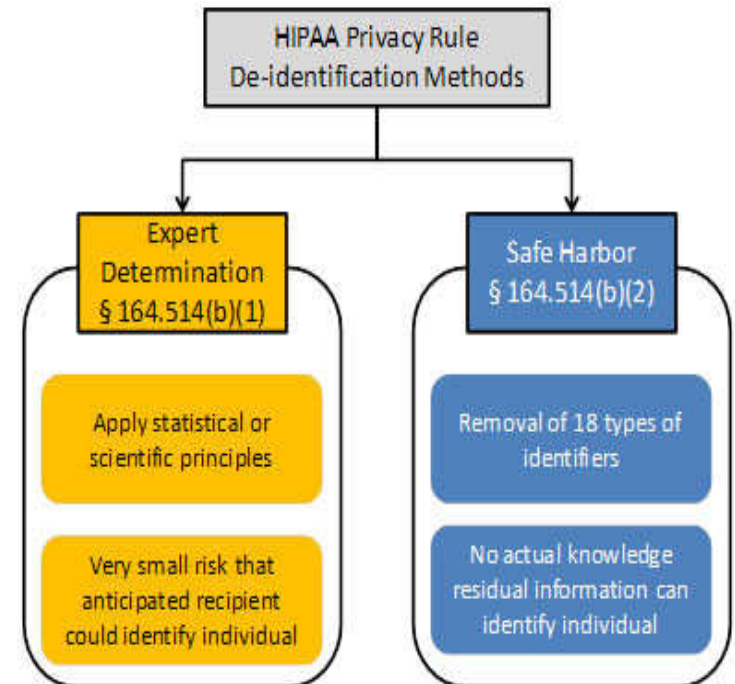 HIPAA Privacy Rule
De-identification Methods
Expert
Determination
§ 164.514(b)(1)
Apply statistical or
scientific principles
Very small risk that
anticipated recipient
could identify individual
Safe Harbor
§ 164.514(b)(2)
Removal of 18 types of
identifiers
No actual knowledge
residual information can
identify individual